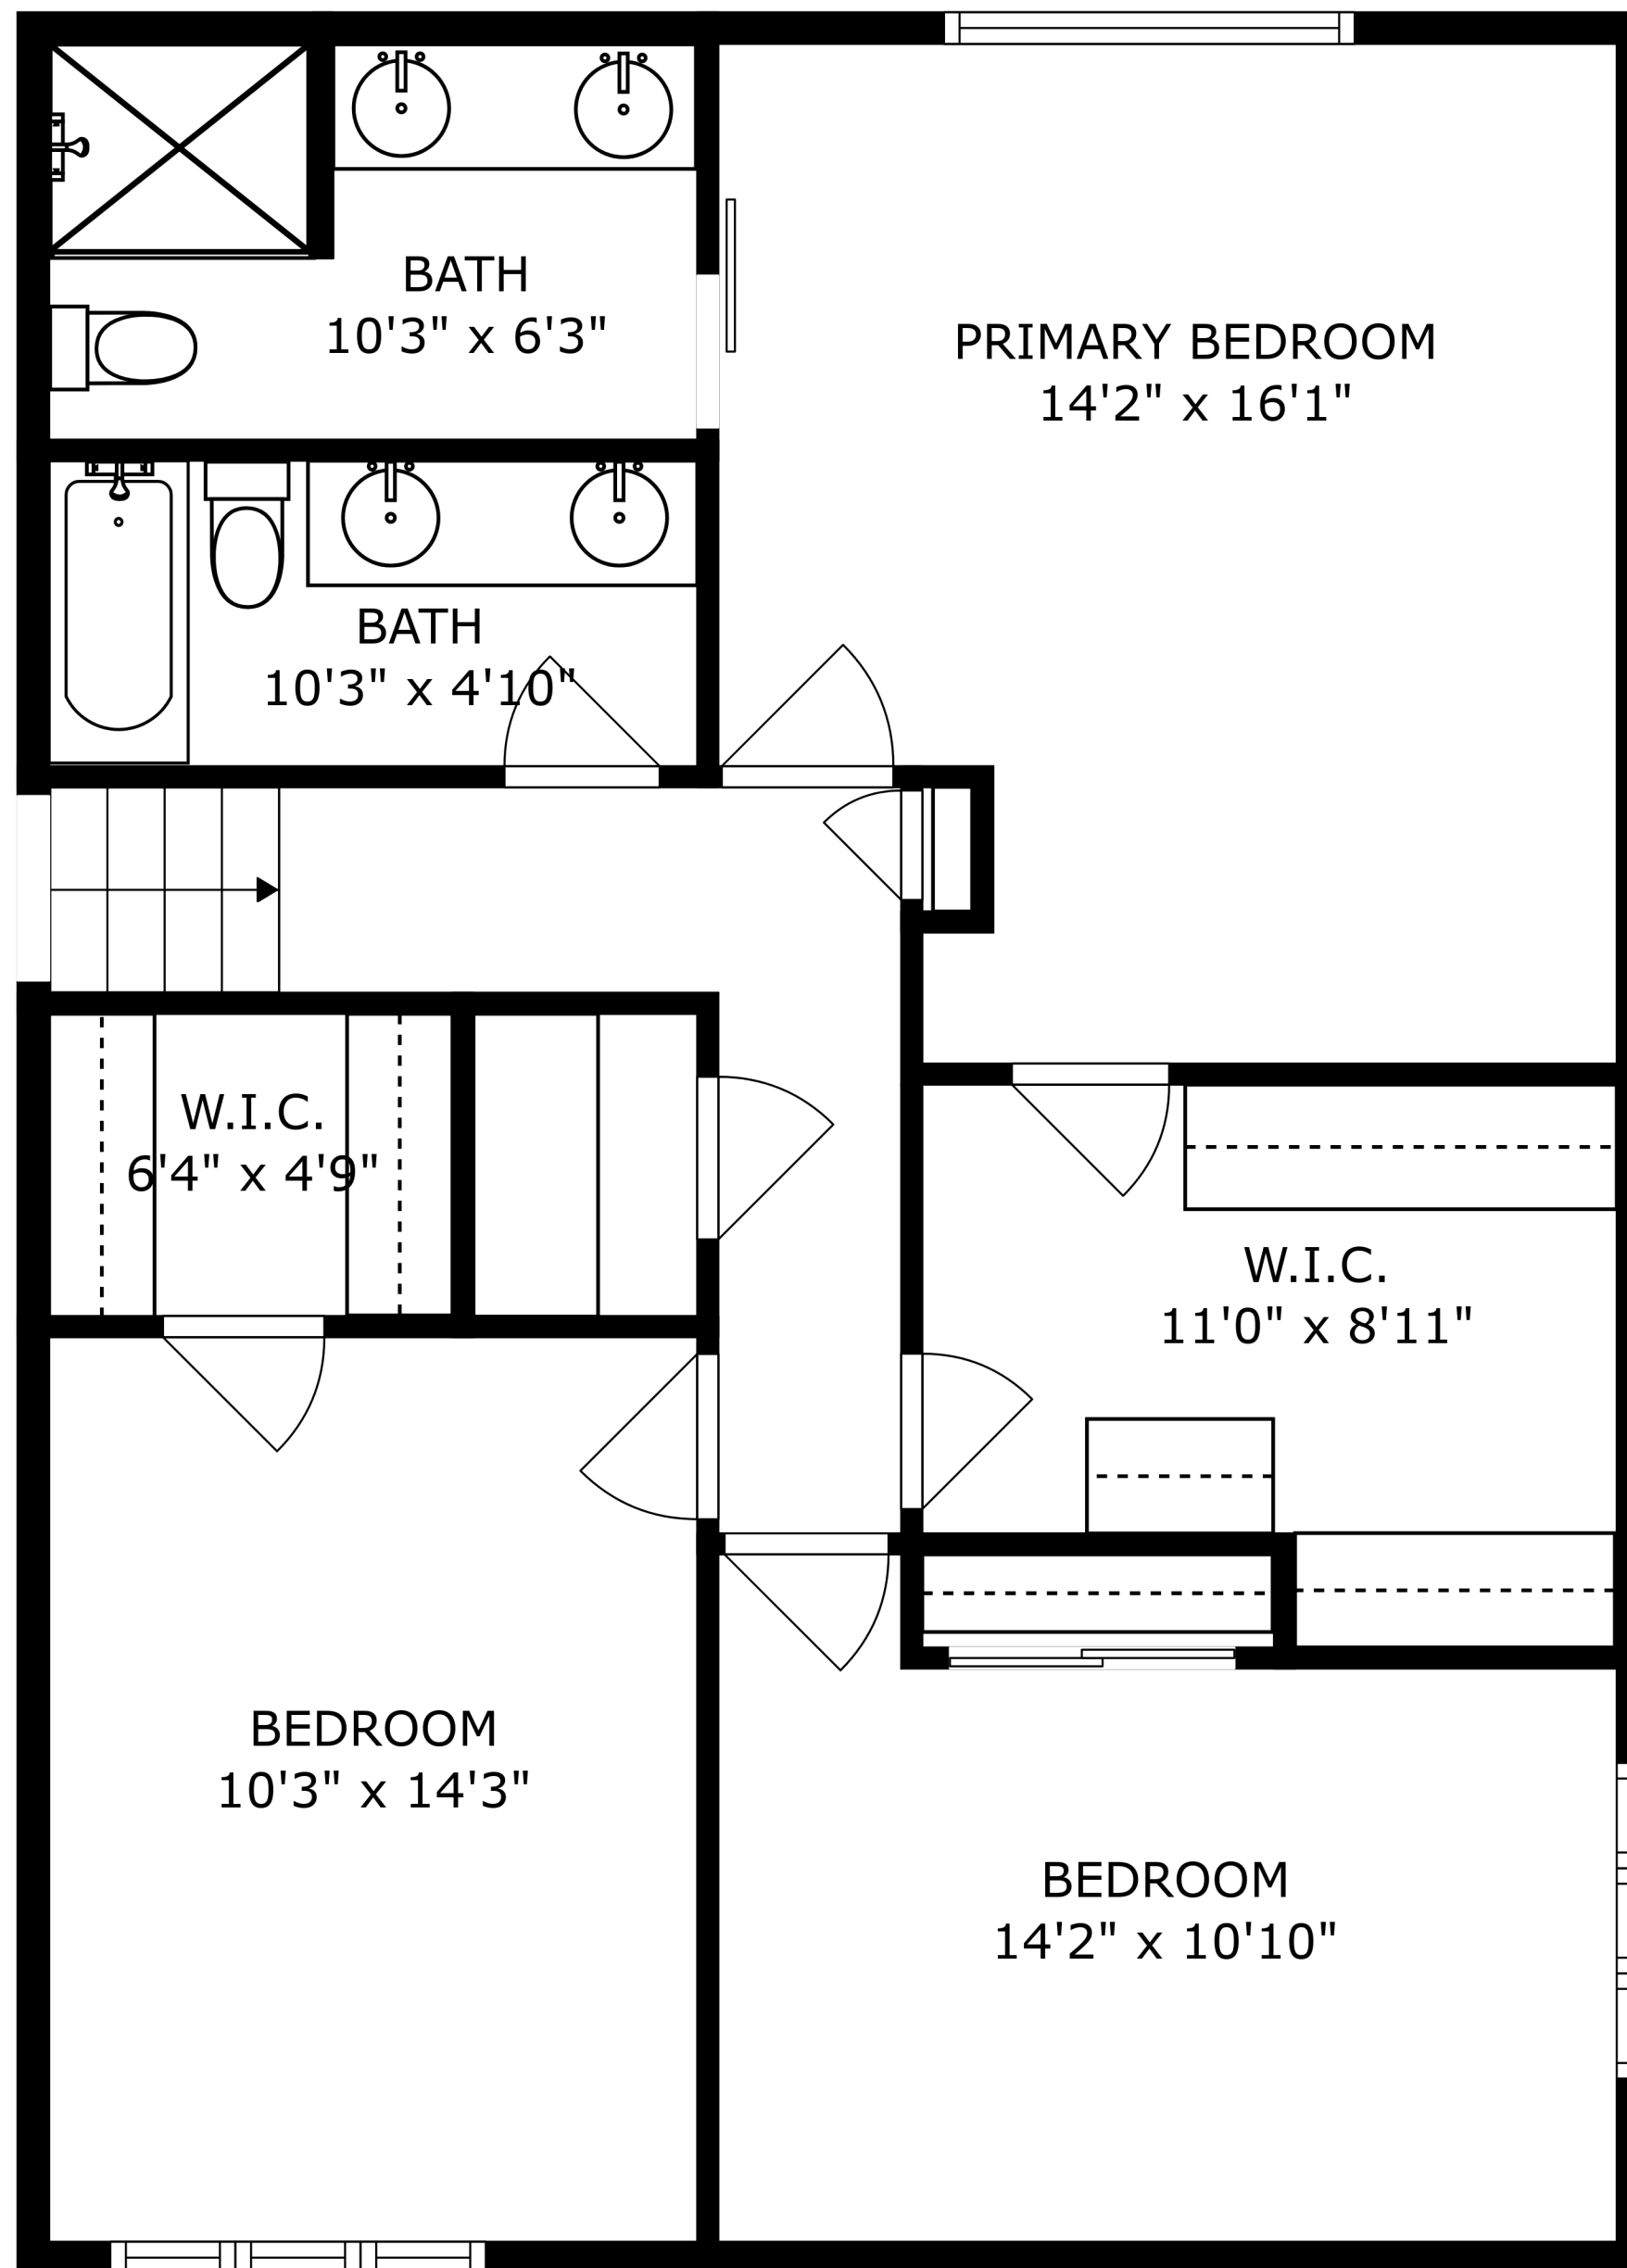 BATH
10'3" x 6'3"
PRIMARY BEDROOM
14'2" x 16'1"
BATH
10'3" x 4'10"
W.I.C.
6'4" x 4'9"
W.I.C.
11'0" x 8'11"
BEDROOM
10'3" x 14'3"
BEDROOM
14'2" x 10'10"